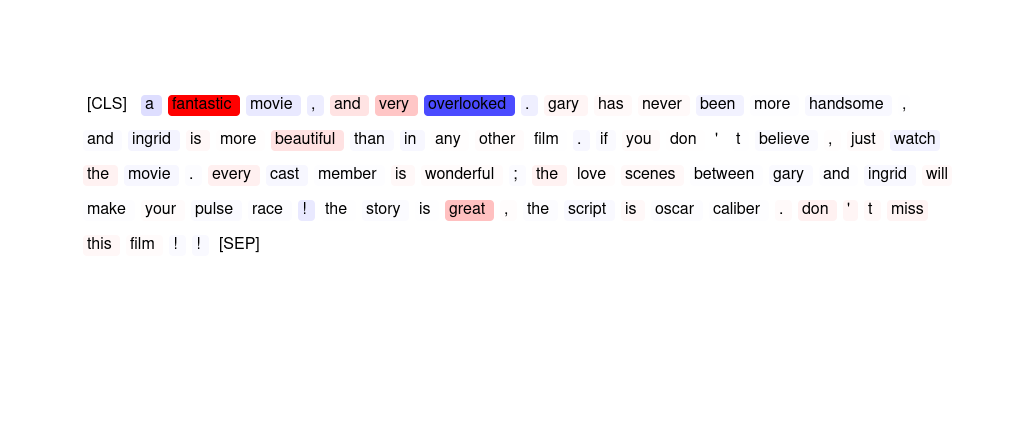 [CLS] a fantastic movie , and very overlooked . gary has never been more handsome ,
and ingrid is more beautiful than in any other film . if you don ' t believe , just watch
the movie . every cast member is wonderful ; the love scenes between gary and ingrid will
make your pulse race ! the story is great , the script is oscar caliber . don ' t miss
this film ! ! [SEP]